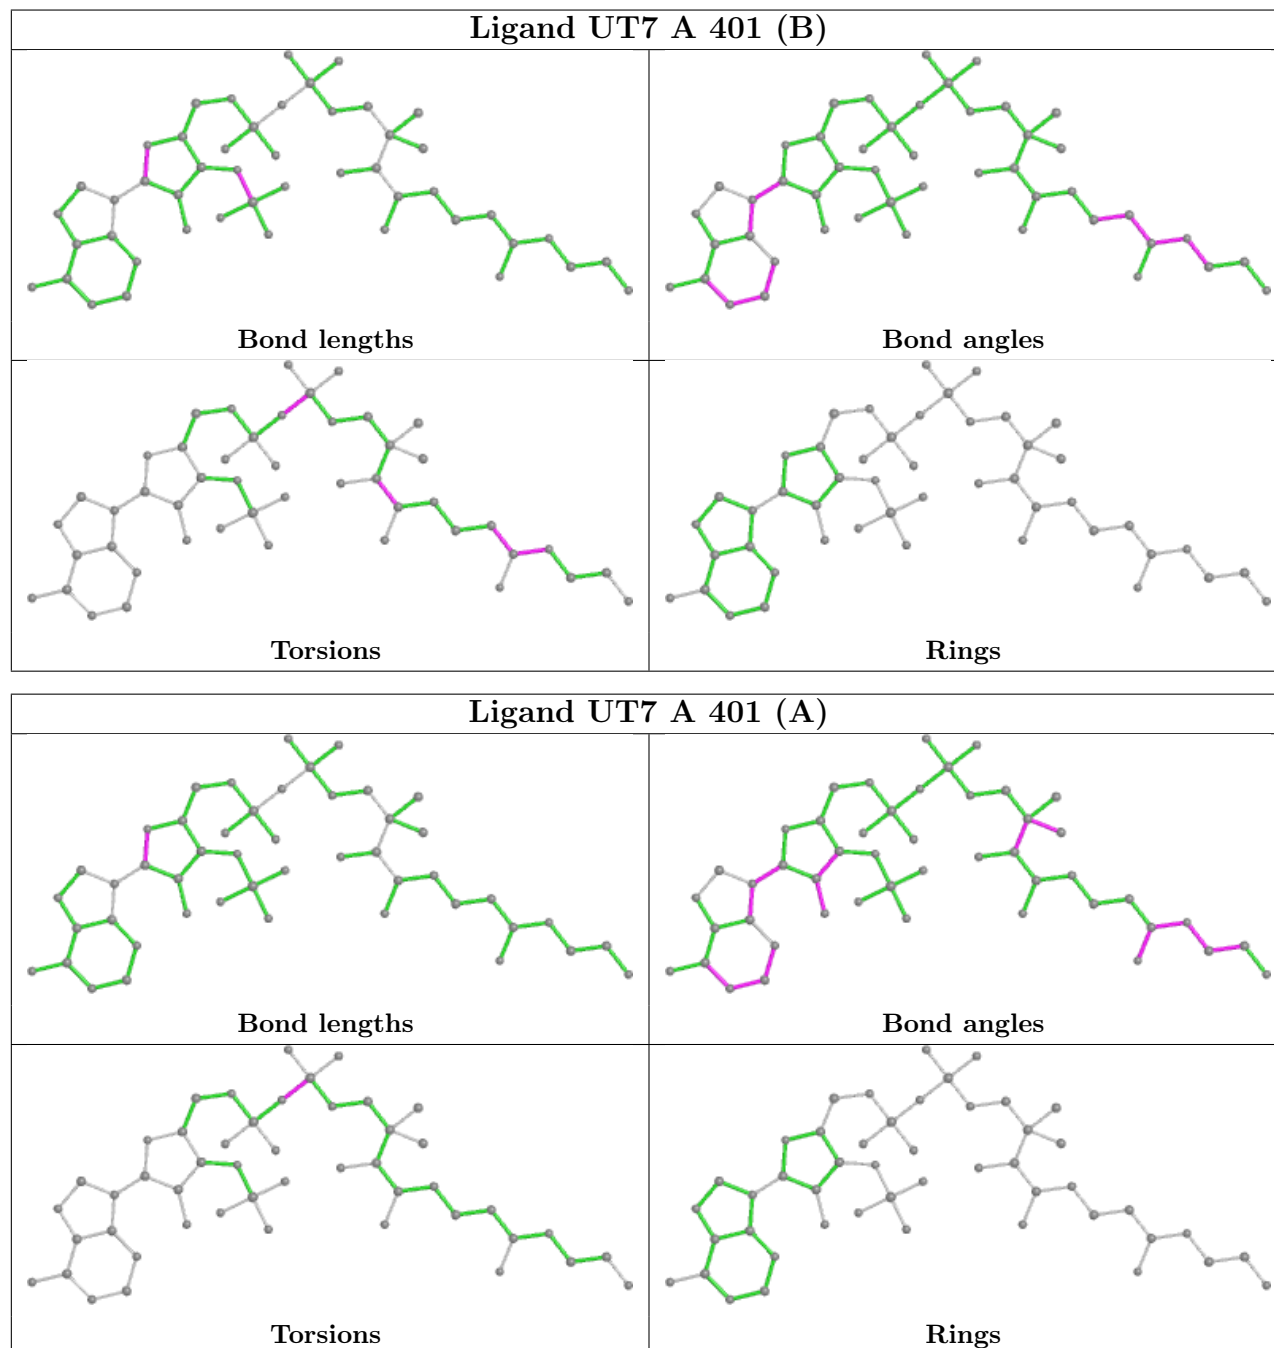 Ligand UT7 A 401 (B)
Bond lengths
Bond angles
Torsions
Rings
Ligand UT7 A 401 (A)
Bond lengths
Bond angles
Torsions
Rings